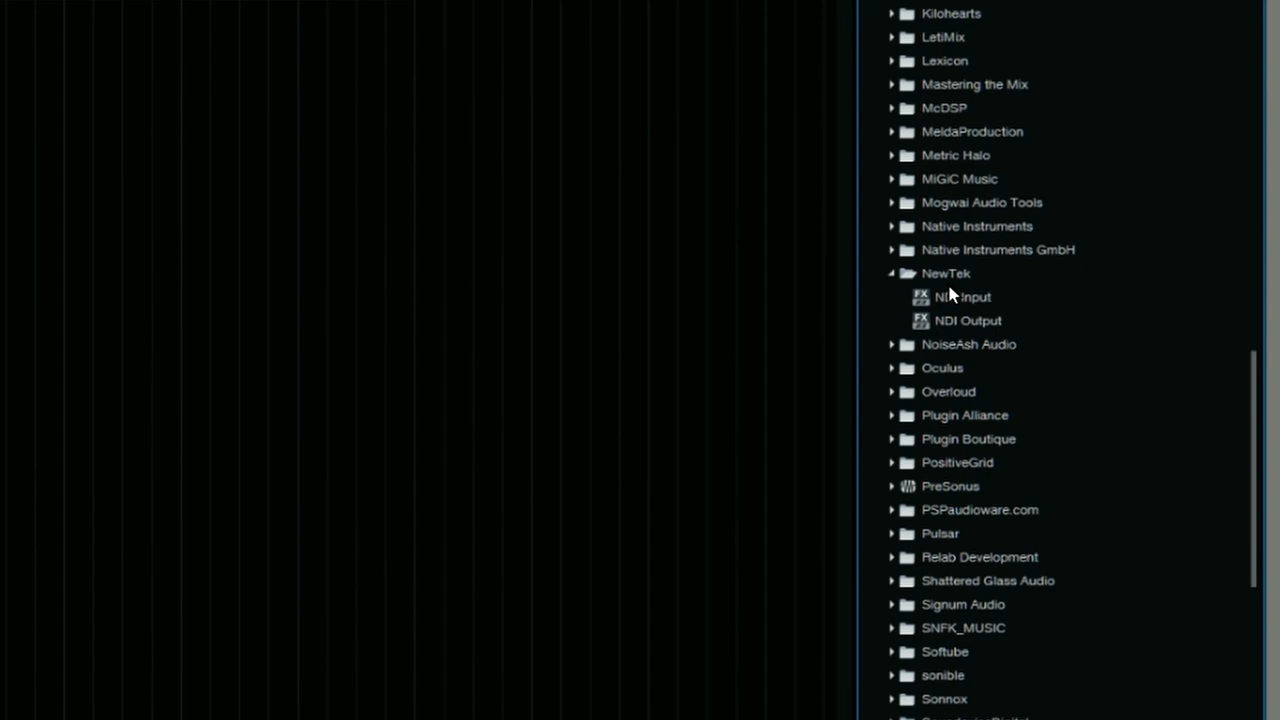 Kilohearts
LetiMix
Lexicon
Mastering the Mix
McDSP
MeldaProduction
Metric Halo
MiGiC Music
Mogwai Audio Tools
Native Instruments
Native Instruments GmbH
NewTek
FX Input
FX NDI Output
NoiseAsh Audio
Oculus
Overloud
Plugin Alliance
Plugin Boutique
PositiveGrid
PreSonus
PSPaudioware.com
Pulsar
Relab Development
Shattered Glass Audio
Signum Audio
SNFK_MUSIC
Softube
sonible
Sonnox